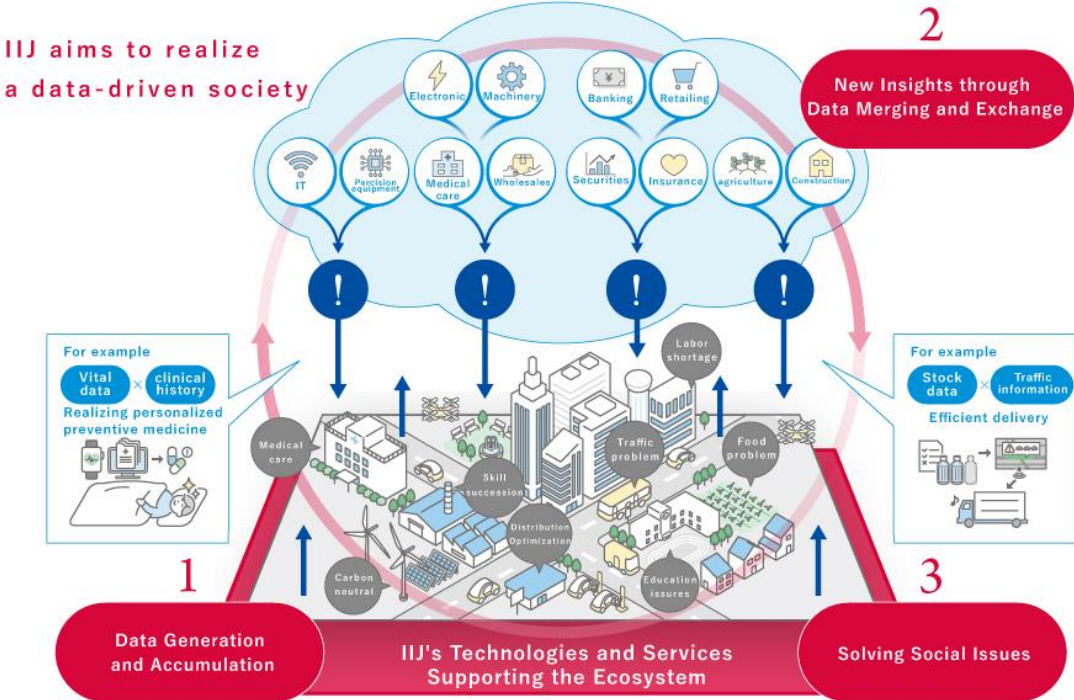 IIJ aims to realize
a data-driven society
2
New Insights through
Data Merging and Exchange
Electronic
Machinery
Banking
Retailing
IT
Percision
equipment
Medical
care
Wholesales
Securities
Insurance
agriculture
Construction
!
!
!
!
For example
Vital
data
×
clinical
history
Realizing personalized
preventive medicine
For example
Stock
data
×
Traffic
information
Efficient delivery
Labor
shortage
Medical
care
Traffic
problem
Food
problem
Skill
succession
Distribution
Optimization
Carbon
neutral
Education
issures
1
Data Generation
and Accumulation
IIJ's Technologies and Services
Supporting the Ecosystem
3
Solving Social Issues